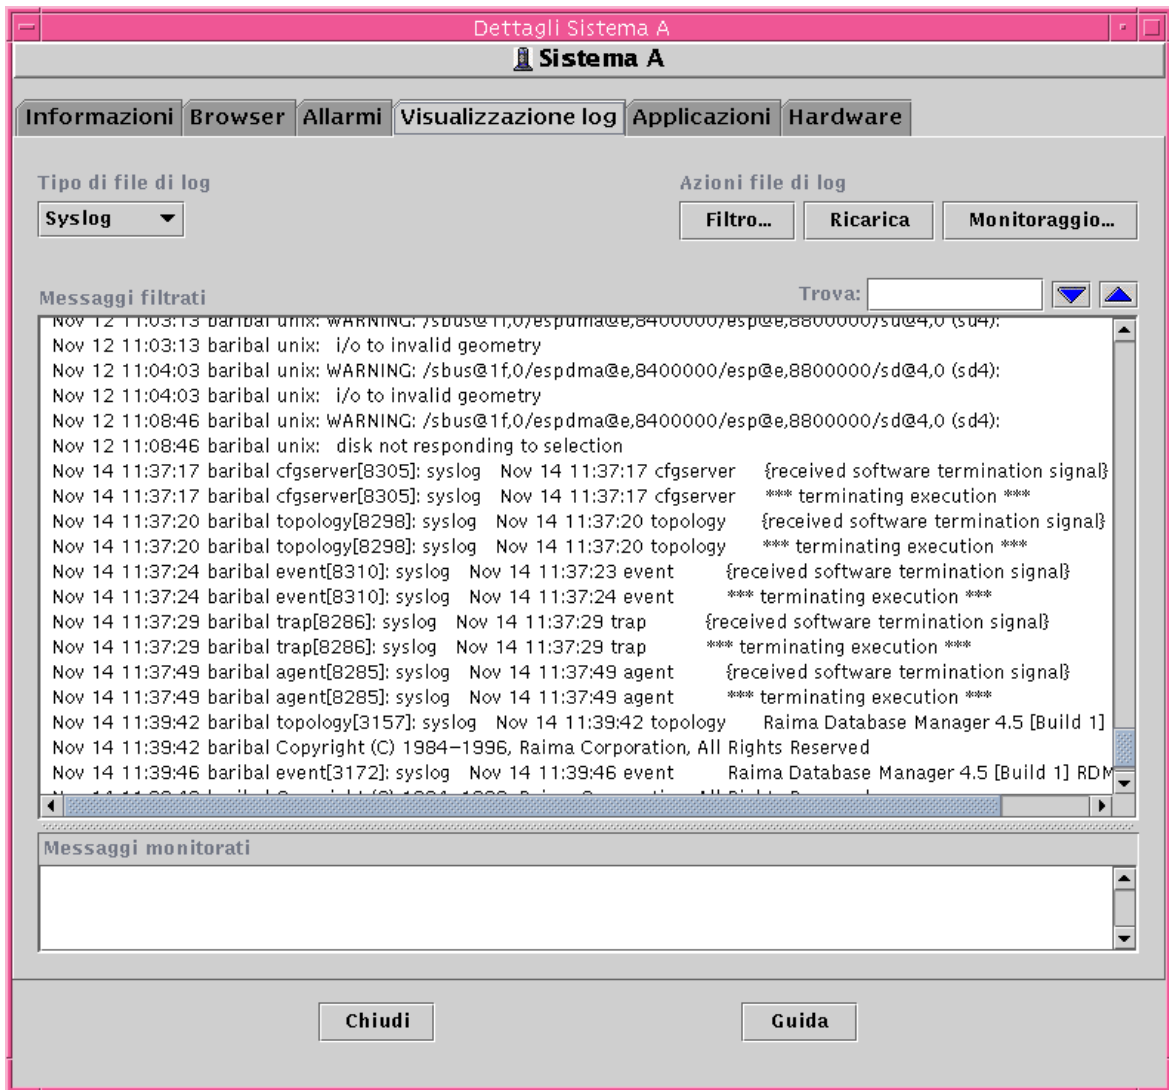 Dettagli Sistema A
Sistema A
Informazioni Browser Allarmi Visualizzazione log Applicazioni Hardware
Tipo di file di log
Azioni file di log
Syslog
Filtro... Ricarica Monitoraggio...
Messaggi filtrati
Trova:
Nov 12 11:03:13 baribal unix: WARNING: /sbus@1f,0/espdma@e,8400000/esp@e,8800000/sd@4,0 (sd4):
Nov 12 11:03:13 baribal unix: i/o to invalid geometry
Nov 12 11:04:03 baribal unix: WARNING: /sbus@1f,0/espdma@e,8400000/esp@e,8800000/sd@4,0 (sd4):
Nov 12 11:04:03 baribal unix: i/o to invalid geometry
Nov 12 11:08:46 baribal unix: WARNING: /sbus@1f,0/espdma@e,8400000/esp@e,8800000/sd@4,0 (sd4):
Nov 12 11:08:46 baribal unix: disk not responding to selection
Nov 14 11:37:17 baribal cfgserver[8305]: syslog Nov 14 11:37:17 cfgserver {received software termination signal}
Nov 14 11:37:17 baribal cfgserver[8305]: syslog Nov 14 11:37:17 cfgserver *** terminating execution ***
Nov 14 11:37:20 baribal topology[8298]: syslog Nov 14 11:37:20 topology {received software termination signal}
Nov 14 11:37:20 baribal topology[8298]: syslog Nov 14 11:37:20 topology *** terminating execution ***
Nov 14 11:37:24 baribal event[8310]: syslog Nov 14 11:37:23 event {received software termination signal}
Nov 14 11:37:24 baribal event[8310]: syslog Nov 14 11:37:24 event *** terminating execution ***
Nov 14 11:37:29 baribal trap[8286]: syslog Nov 14 11:37:29 trap {received software termination signal}
Nov 14 11:37:29 baribal trap[8286]: syslog Nov 14 11:37:29 trap *** terminating execution ***
Nov 14 11:37:49 baribal agent[8285]: syslog Nov 14 11:37:49 agent {received software termination signal}
Nov 14 11:37:49 baribal agent[8285]: syslog Nov 14 11:37:49 agent *** terminating execution ***
Nov 14 11:39:42 baribal topology[3157]: syslog Nov 14 11:39:42 topology Raima Database Manager 4.5 [Build 1]
Nov 14 11:39:42 baribal Copyright (C) 1984-1996, Raima Corporation, All Rights Reserved
Nov 14 11:39:46 baribal event[3172]: syslog Nov 14 11:39:46 event Raima Database Manager 4.5 [Build 1] RDM
Messaggi monitorati
Chiudi Guida